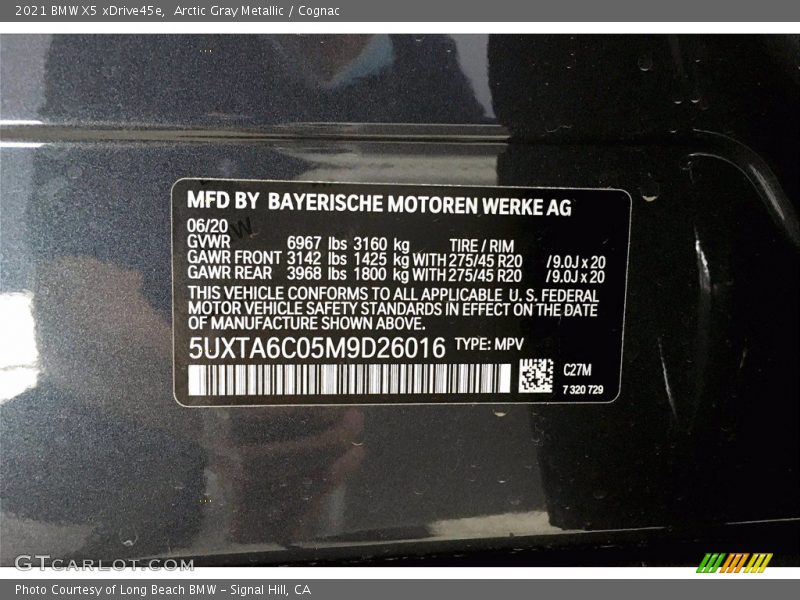 2021 BMW X5 xDrive45e, Arctic Gray Metallic / Cognac
MFD BY BAYERISCHE MOTOREN WERKE AG
06/20
GVWR 6967 lbs 3160 kg TIRE / RIM
GAWR FRONT 3142 lbs 1425 kg WITH 275/45 R20 /9.0J x 20
GAWR REAR 3968 lbs 1800 kg WITH 275/45 R20 /9.0J x 20
THIS VEHICLE CONFORMS TO ALL APPLICABLE U. S. FEDERAL
MOTOR VEHICLE SAFETY STANDARDS IN EFFECT ON THE DATE
OF MANUFACTURE SHOWN ABOVE.
5UXTA6C05M9D26016 TYPE: MPV
C27M
7 320 729
GTCARLOT.COM
Photo Courtesy of Long Beach BMW - Signal Hill, CA